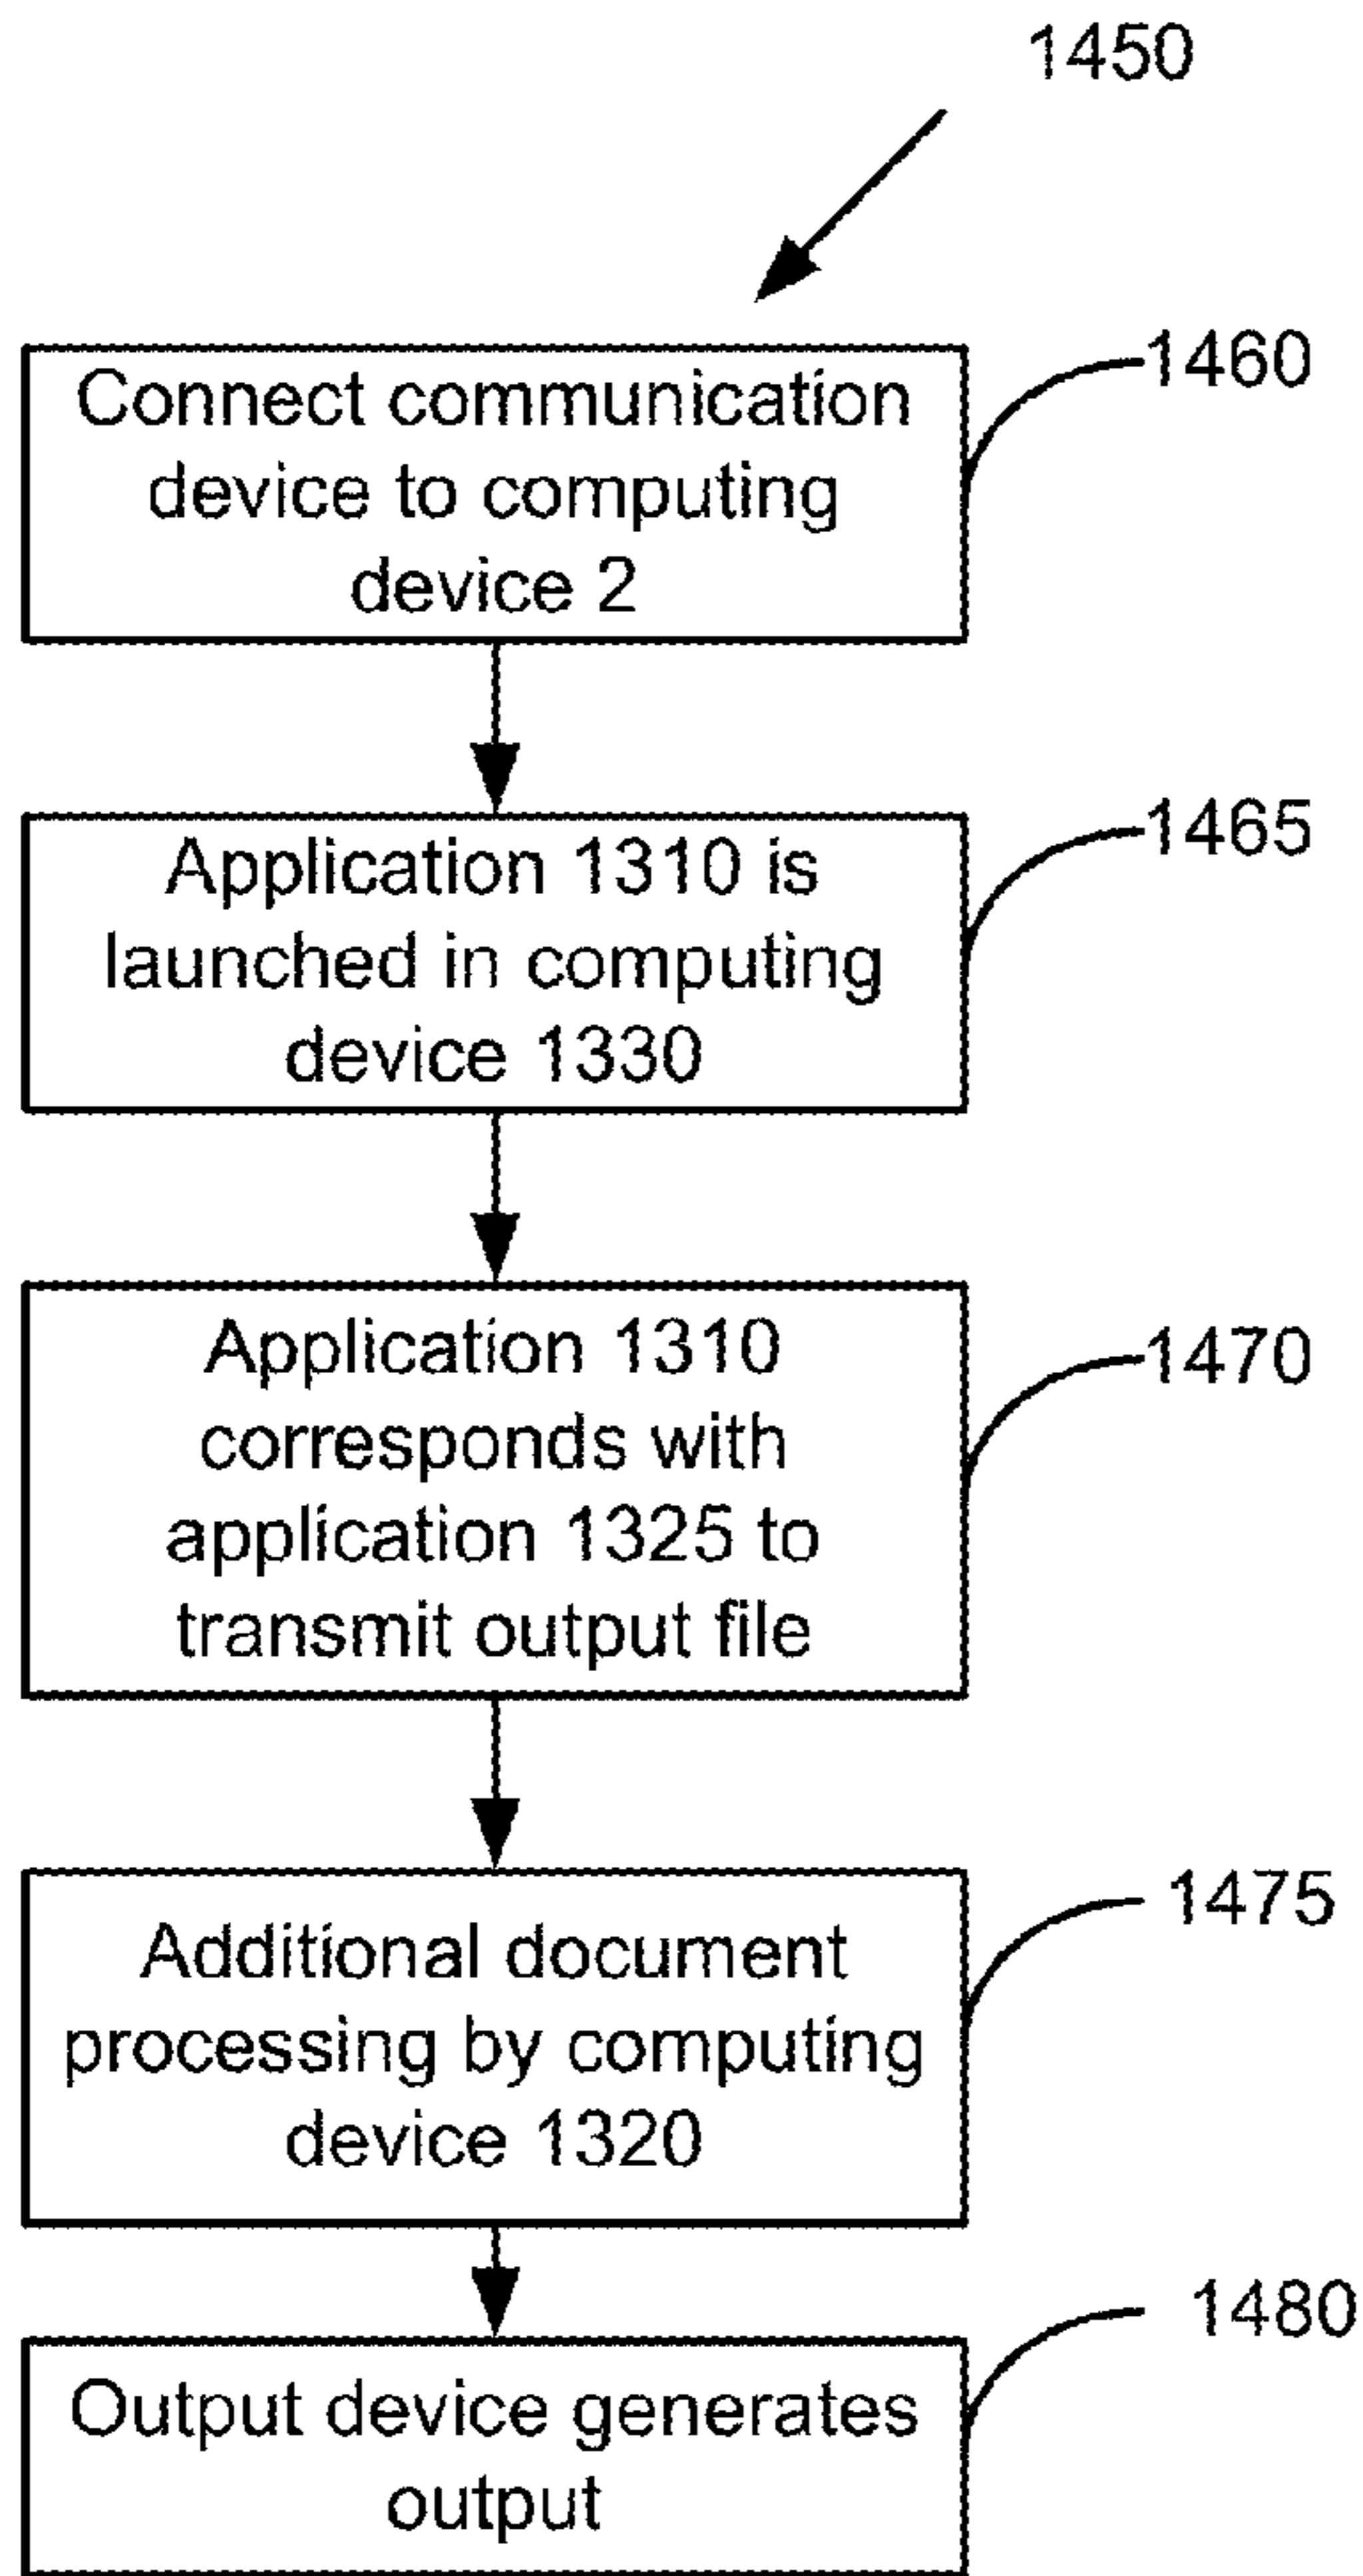 1450
Connect communication
device to computing
device 2
1460
Application 1310 is
launched in computing
device 1330
1465
Application 1310
corresponds with
application 1325 to
transmit output file
1470
Additional document
processing by computing
device 1320
1475
Output device generates
output
1480